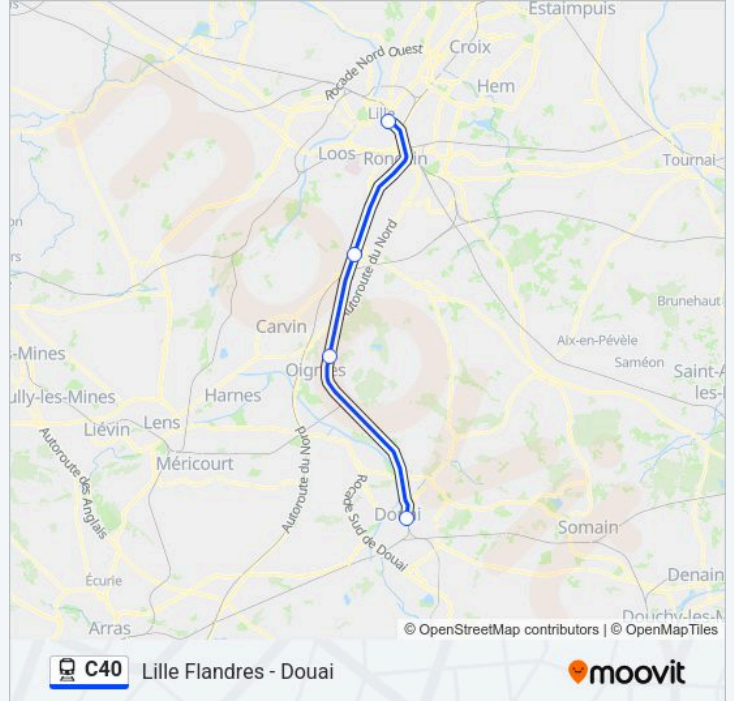 Estaimpuis
Rocade Nord Ouest
Croix
Hem
Lille
Loos
Ronchin
Tournai
Autoroute du Nord
Brunehaut
Carvin
Aix-en-Pévèle
s-Mines
Saméon
Oignies
Saint-A
les-
ully-les-Mines
Harnes
Liévin
Lens
Autoroute des Anglais
Autoroute du Nord
Méricourt
Rocade Sud de Douai
Douai
Somain
Denain
Écurie
Douchy-les-M
Arras
© OpenStreetMap contributors | © OpenMapTiles
C40 Lille Flandres - Douai
moovit